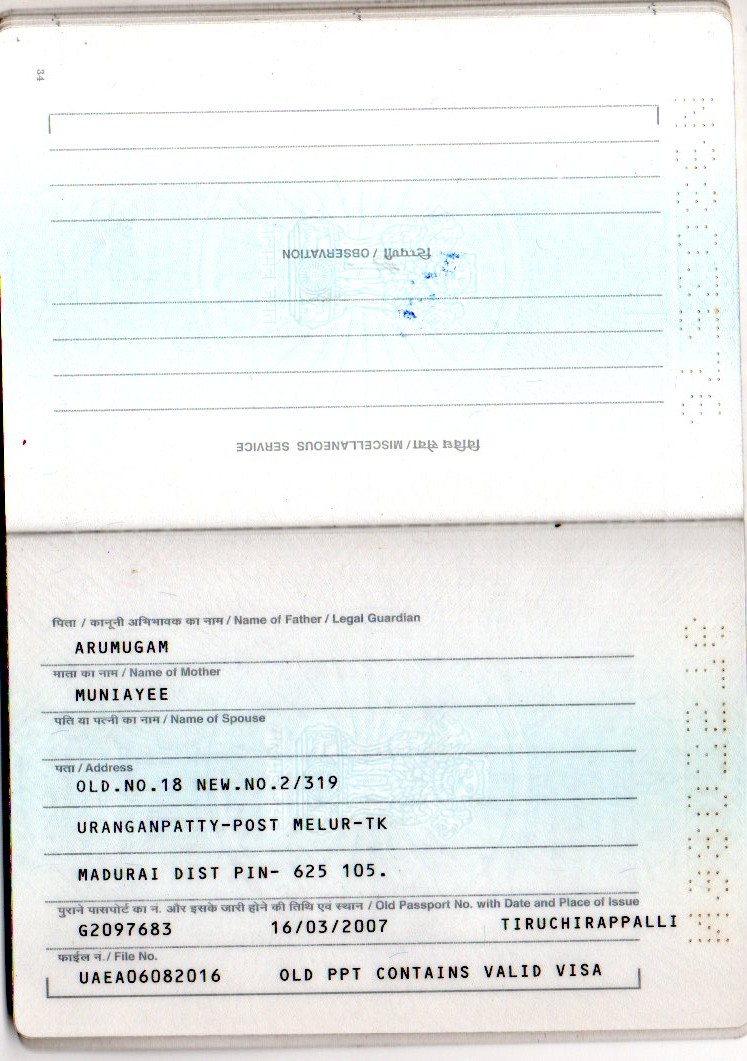 34
टिप्पणी / OBSERVATION
विविध सेवा / MISCELLANEOUS SERVICE
पिता / कानूनी अभिभावक का नाम / Name of Father / Legal Guardian
ARUMUGAM
माता का नाम / Name of Mother
MUNIAYEE
पति या पत्नी का नाम / Name of Spouse
पता / Address
OLD.NO.18 NEW.NO.2/319
URANGANPATTY-POST MELUR-TK
MADURAI DIST PIN- 625 105.
पुराने पासपोर्ट का न. और इसके जारी होने की तिथि एवं स्थान / Old Passport No. with Date and Place of Issue
G2097683 16/03/2007 TIRUCHIRAPPALLI
फाईल नं./ File No.
UAEA06082016 OLD PPT CONTAINS VALID VISA